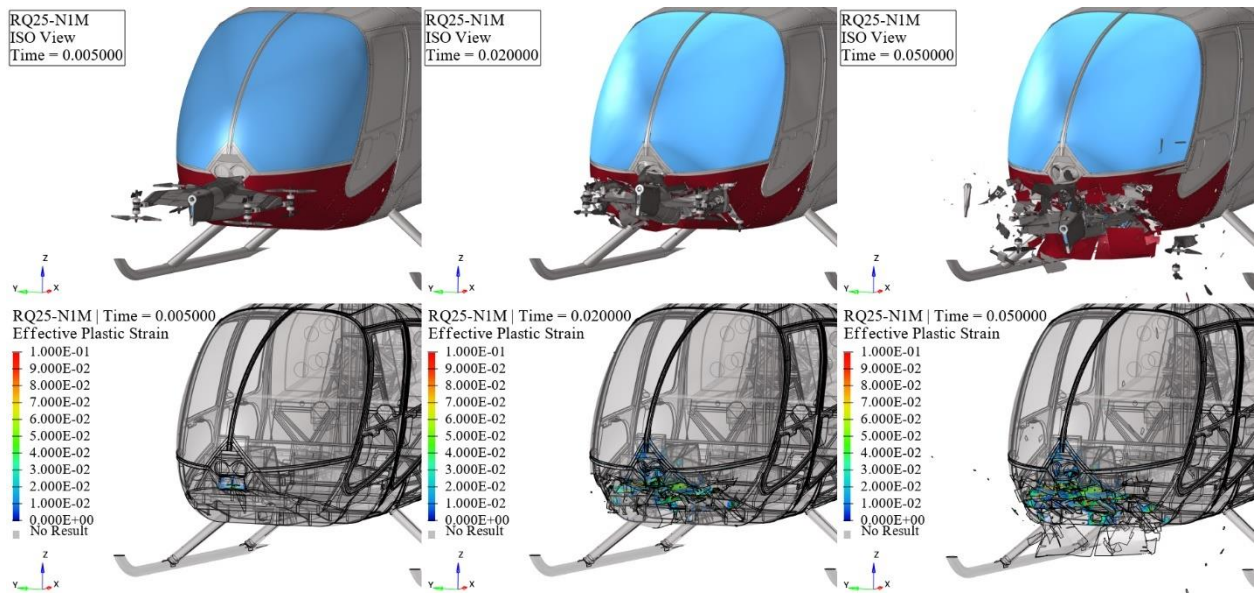 RQ25-N1M
ISO View
Time = 0.005000
Z
Y
X
RQ25-N1M
ISO View
Time = 0.020000
Z
Y
X
RQ25-N1M
ISO View
Time = 0.050000
Z
Y
X
RQ25-N1M | Time = 0.005000
Effective Plastic Strain
1.000E-01
9.000E-02
8.000E-02
7.000E-02
6.000E-02
5.000E-02
4.000E-02
3.000E-02
2.000E-02
1.000E-02
0.000E+00
No Result
Z
Y
X
RQ25-N1M | Time = 0.020000
Effective Plastic Strain
1.000E-01
9.000E-02
8.000E-02
7.000E-02
6.000E-02
5.000E-02
4.000E-02
3.000E-02
2.000E-02
1.000E-02
0.000E+00
No Result
Z
Y
X
RQ25-N1M | Time = 0.050000
Effective Plastic Strain
1.000E-01
9.000E-02
8.000E-02
7.000E-02
6.000E-02
5.000E-02
4.000E-02
3.000E-02
2.000E-02
1.000E-02
0.000E+00
No Result
Z
Y
X